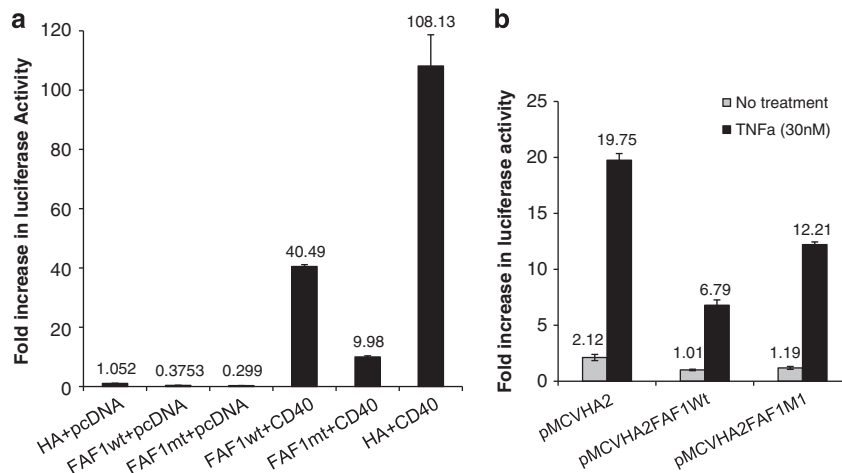 a
Fold increase in luciferase Activity
120
100
80
60
40
20
0
1.052
0.3753
0.299
40.49
9.98
108.13
HA+pcDNA
FAF1wt+pcDNA
FAF1mt+pcDNA
FAF1wt+CD40
FAF1mt+CD40
HA+CD40
b
Fold increase in luciferase activity
25
20
15
10
5
0
No treatment
TNFa (30nM)
2.12
19.75
1.01
6.79
1.19
12.21
pMCVHA2
pMCVHA2FAF1Wt
pMCVHA2FAF1M1